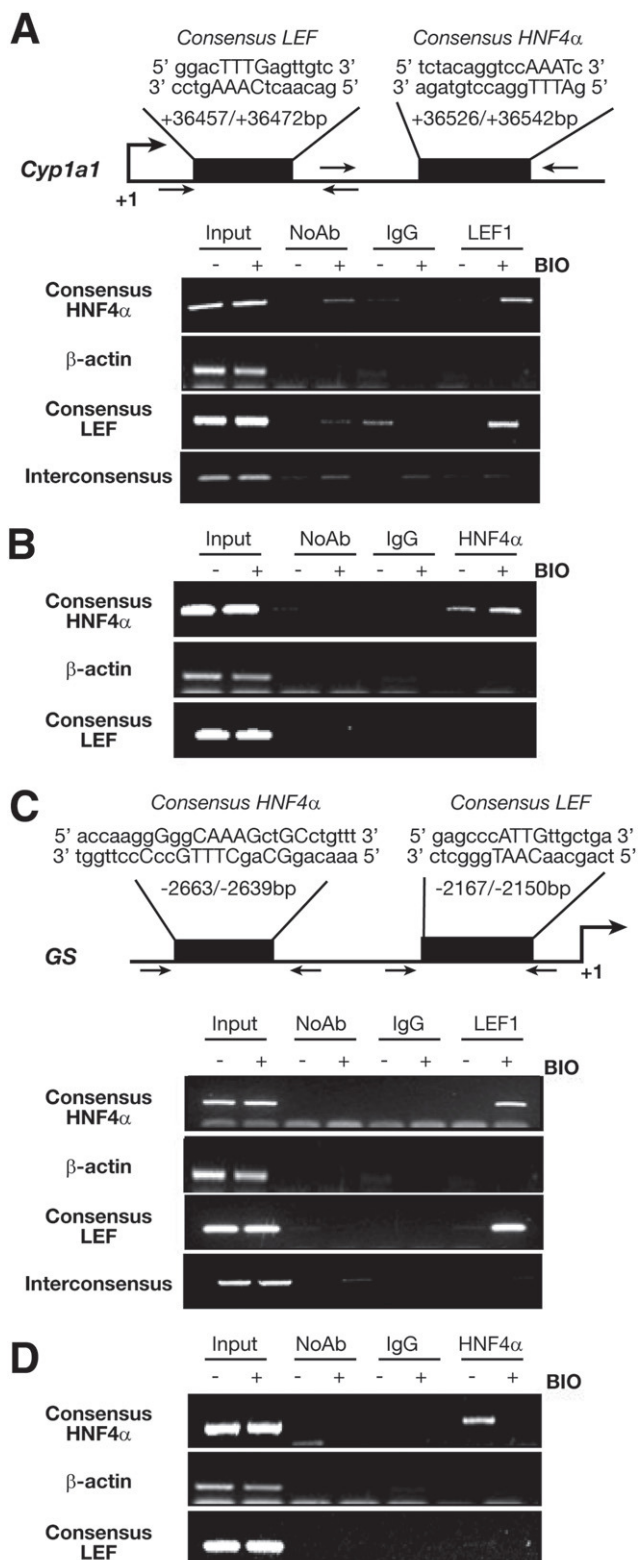 A
Consensus LEF Consensus HNF4α
5’ ggacTTTGagttgtc 3’ 5’ tctacaggtccAAATc 3’
3’ cctgAAACtcaacag 5’ 3’ agatgtccaggTTTAg 5’
+36457/+36472bp +36526/+36542bp
Cyp1a1
+1
Input NoAb IgG LEF1
- + - + - + - + BIO
Consensus
HNF4α
β-actin
Consensus
LEF
Interconsensus
B
Input NoAb IgG HNF4α
- + - + - + - + BIO
Consensus
HNF4α
β-actin
Consensus
LEF
C
Consensus HNF4α Consensus LEF
5’ accaaggGggCAAAGctGCctgttt 3’ 5’ gagcccATTGttgctga 3’
3’ tggttccCccGTTTCgaCGgacaaa 5’ 3’ ctcgggTAACaacgact 5’
-2663/-2639bp -2167/-2150bp
GS
+1
Input NoAb IgG LEF1
- + - + - + - + BIO
Consensus
HNF4α
β-actin
Consensus
LEF
Interconsensus
D
Input NoAb IgG HNF4α
- + - + - + - + BIO
Consensus
HNF4α
β-actin
Consensus
LEF